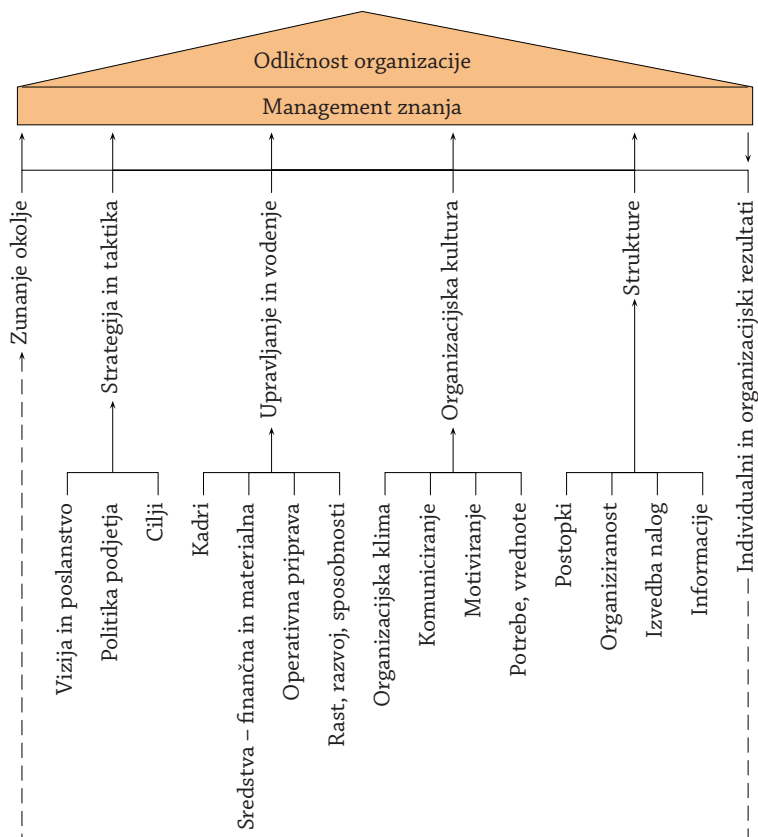 Odličnost organizacije
Management znanja
Zunanje okolje
Strategija in taktika
Upravljanje in vodenje
Organizacijska kultura
Strukture
Individualni in organizacijski rezultati
Vizija in poslanstvo
Politika podjetja
Cilji
Kadri
Sredstva – finančna in materialna
Operativna priprava
Rast, razvoj, sposobnosti
Organizacijska klima
Komuniciranje
Motiviranje
Potrebe, vrednote
Postopki
Organiziranost
Izvedba nalog
Informacije